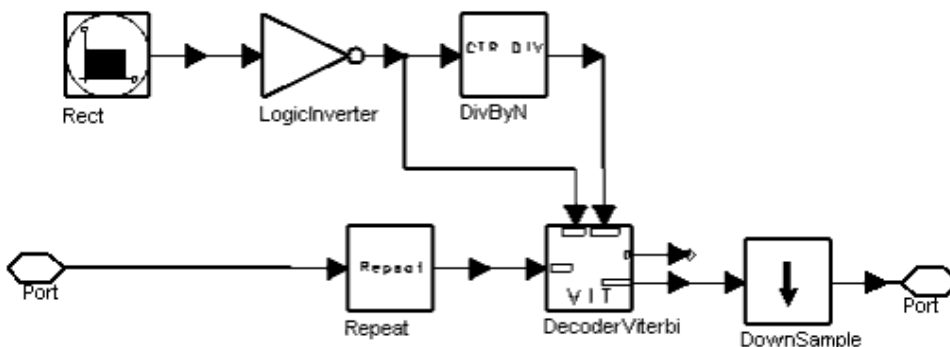 CTR DIV
Rect
LogicInverter
DivByN
Repeat
VIT
Port
Repeat
DecoderViterbi
DownSample
Port